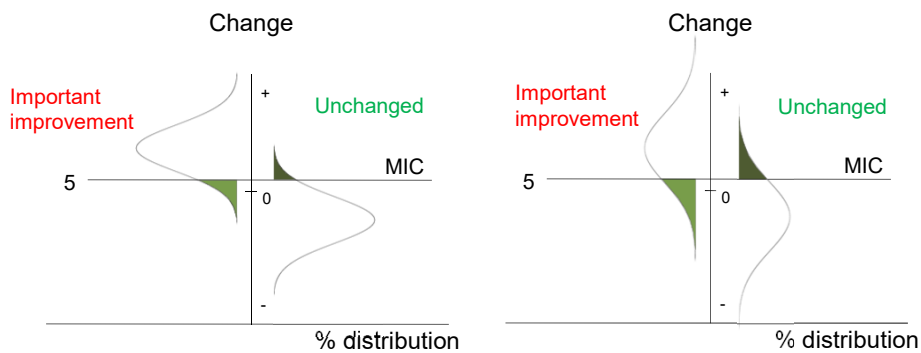 Change
Important
improvement
+
Unchanged
MIC
5
0
-
% distribution
Change
Important
improvement
+
Unchanged
MIC
5
0
-
% distribution